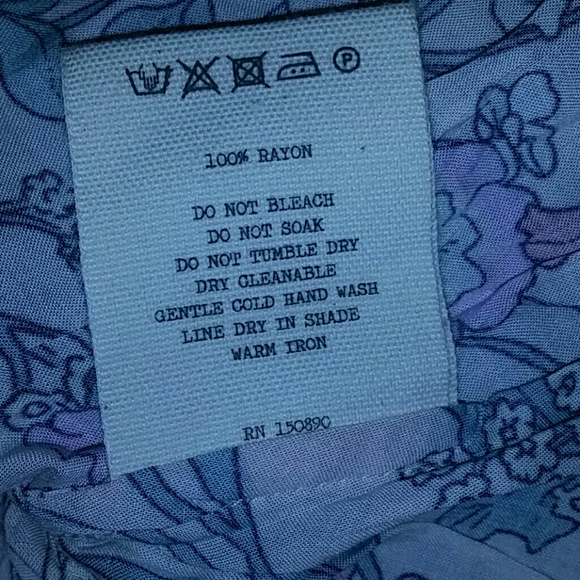 P
100% RAYON
DO NOT BLEACH
DO NOT SOAK
DO NOT TUMBLE DRY
DRY CLEANABLE
GENTLE COLD HAND WASH
LINE DRY IN SHADE
WARM IRON
RN 150890